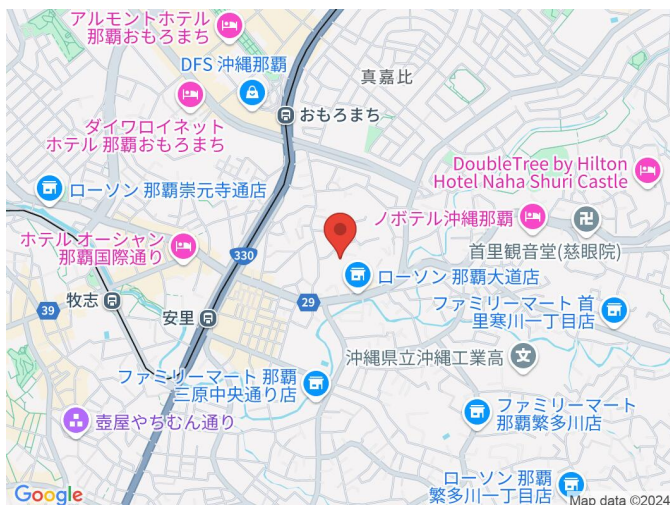 アルモントホテル
那覇おもろまち
DFS 沖縄那覇
真嘉比
おもろまち
ダイワロイネット
ホテル 那覇おもろまち
DoubleTree by Hilton
Hotel Naha Shuri Castle
ローソン 那覇崇元寺通店
ノボテル沖縄那覇
ホテル オーシャン
那覇国際通り
330
首里観音堂(慈眼院)
ローソン 那覇大道店
牧志
39
安里
29
ファミリーマート 首
里寒川一丁目店
沖縄県立沖縄工業高
文
ファミリーマート 那覇
三原中央通り店
ファミリーマート
那覇繁多川店
壺屋やちむん通り
ローソン 那覇
繁多川一丁目店
Google
Map data ©2024